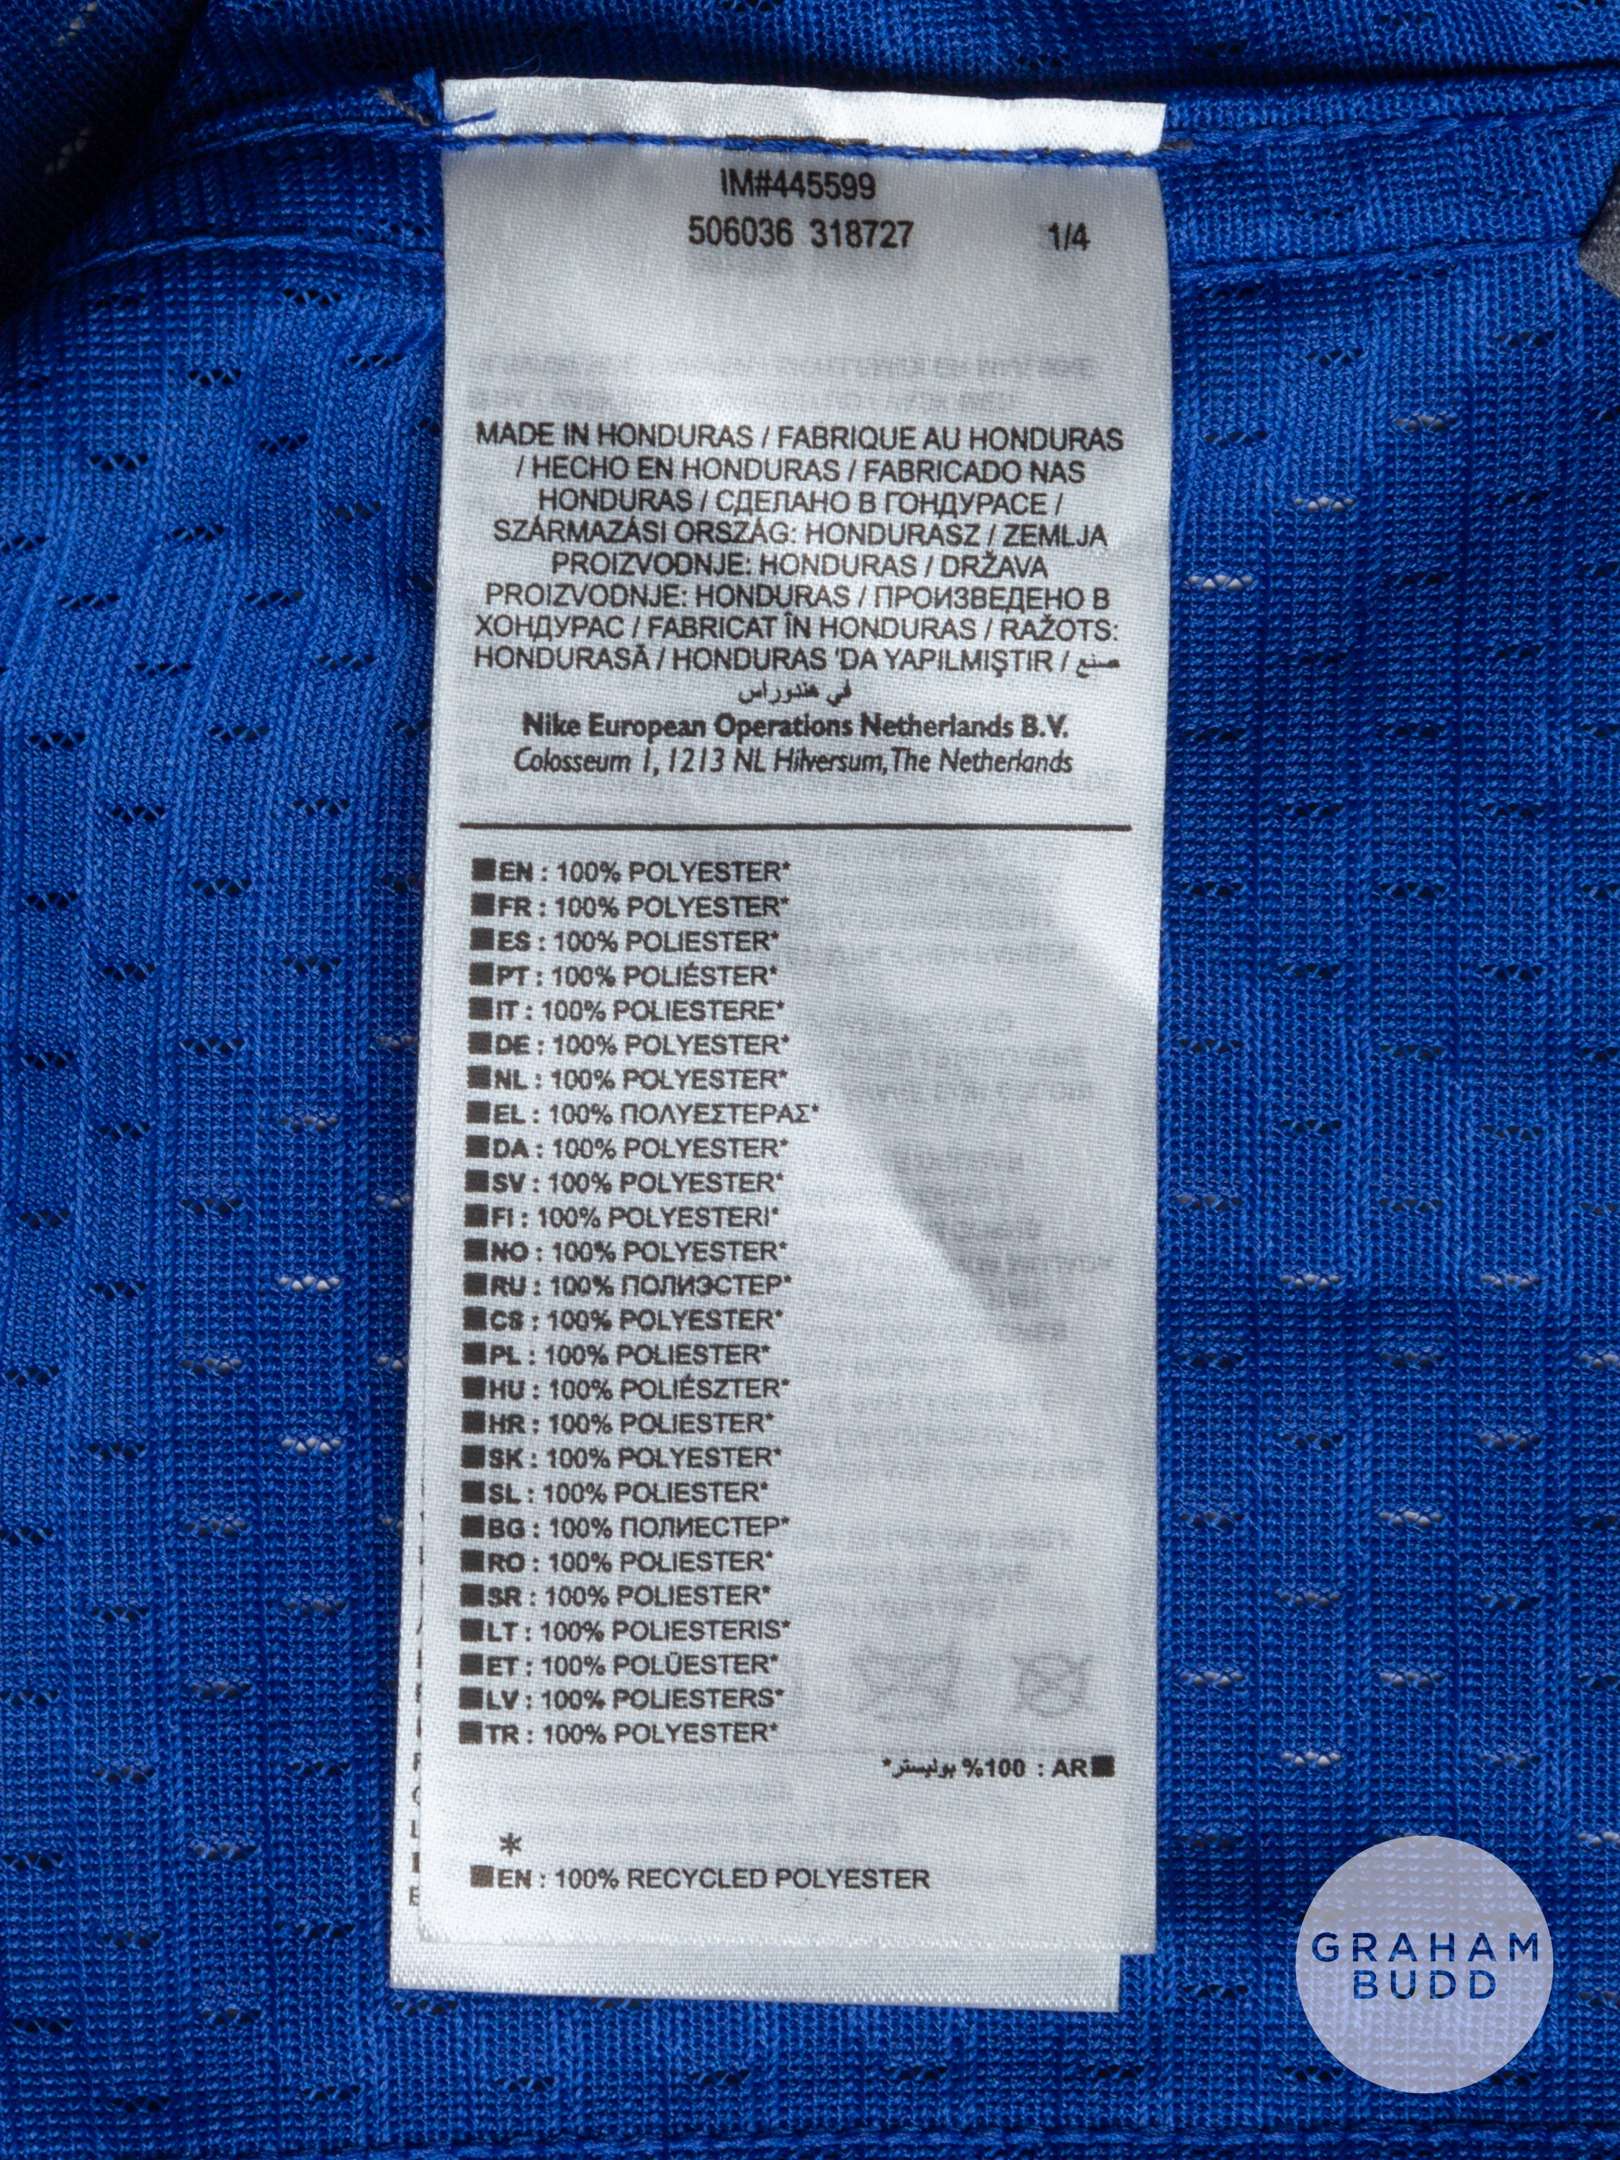 IM#445599
506036 318727 1/4
MADE IN HONDURAS / FABRIQUE AU HONDURAS
/ HECHO EN HONDURAS / FABRICADO NAS
HONDURAS / СДЕЛАНО В ГОНДУРАСЕ /
SZÁRMAZÁSI ORSZÁG: HONDURASZ / ZEMLJA
PROIZVODNJE: HONDURAS / DRŽAVA
PROIZVODNJE: HONDURAS / ПРОИЗВЕДЕНО В
ХОНДУРАС / FABRICAT ÎN HONDURAS / RAŽOTS:
HONDURASĀ / HONDURAS 'DA YAPILMIŞTIR / صنع
في هندوراس
Nike European Operations Netherlands B.V.
Colosseum 1, 1213 NL Hilversum, The Netherlands
EN : 100% POLYESTER*
FR : 100% POLYESTER*
ES : 100% POLIESTER*
PT : 100% POLIÉSTER*
IT : 100% POLIESTERE*
DE : 100% POLYESTER*
NL : 100% POLYESTER*
EL : 100% ΠΟΛΥΕΣΤΕΡΑΣ*
DA : 100% POLYESTER*
SV : 100% POLYESTER*
FI : 100% POLYESTERI*
NO : 100% POLYESTER*
RU : 100% ПОЛИЭСТЕР*
CS : 100% POLYESTER*
PL : 100% POLIESTER*
HU : 100% POLIÉSZTER*
HR : 100% POLIESTER*
SK : 100% POLYESTER*
SL : 100% POLIESTER*
BG : 100% ПОЛИЕСТЕР*
RO : 100% POLIESTER*
SR : 100% POLIESTER*
LT : 100% POLIESTERIS*
ET : 100% POLÜESTER*
LV : 100% POLIESTERS*
TR : 100% POLYESTER*
AR : 100% بوليستر*
*
EN : 100% RECYCLED POLYESTER
GRAHAM
BUDD